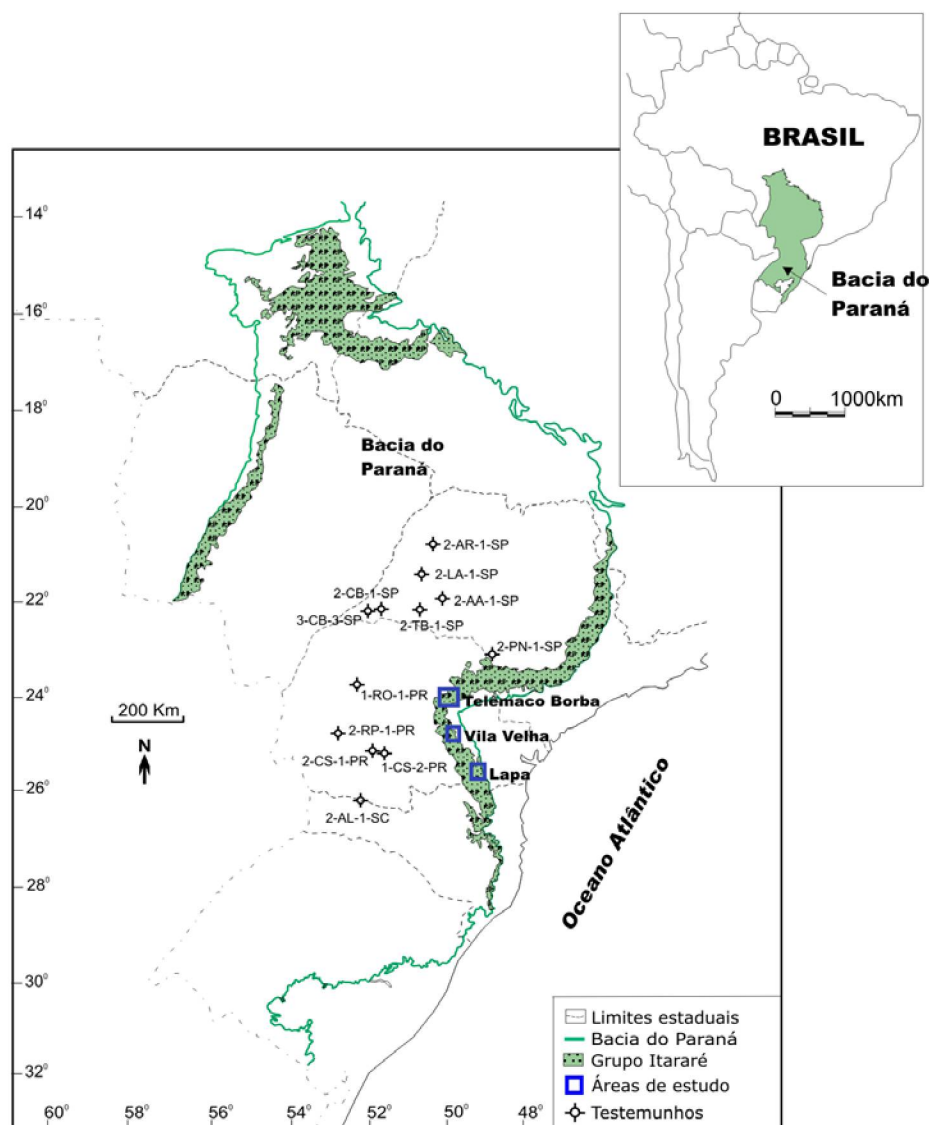 BRASIL
Bacia do
Paraná
0 1000km
14°
16°
18°
20°
22°
24°
26°
28°
30°
32°
Bacia do
Paraná
2-AR-1-SP
2-LA-1-SP
2-CB-1-SP
2-AA-1-SP
3-CB-3-SP
2-TB-1-SP
2-PN-1-SP
1-RO-1-PR
Telêmaco Borba
200 Km
N
2-RP-1-PR
Vila Velha
2-CS-1-PR
1-CS-2-PR
Lapa
2-AL-1-SC
Oceano Atlântico
Limites estaduais
Bacia do Paraná
Grupo Itararé
Áreas de estudo
Testemunhos
60° 58° 56° 54° 52° 50° 48°